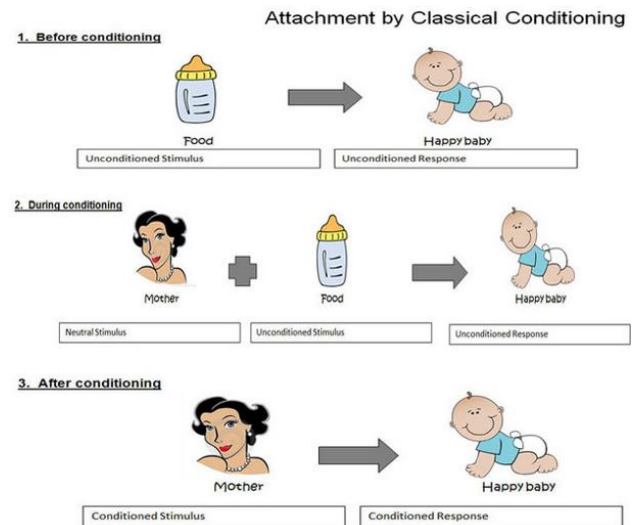 Attachment by Classical Conditioning
1. Before conditioning
Food
Happy baby
Unconditioned Stimulus
Unconditioned Response
2. During conditioning
Mother
Food
Happy baby
Neutral Stimulus
Unconditioned Stimulus
Unconditioned Response
3. After conditioning
Mother
Happy baby
Conditioned Stimulus
Conditioned Response